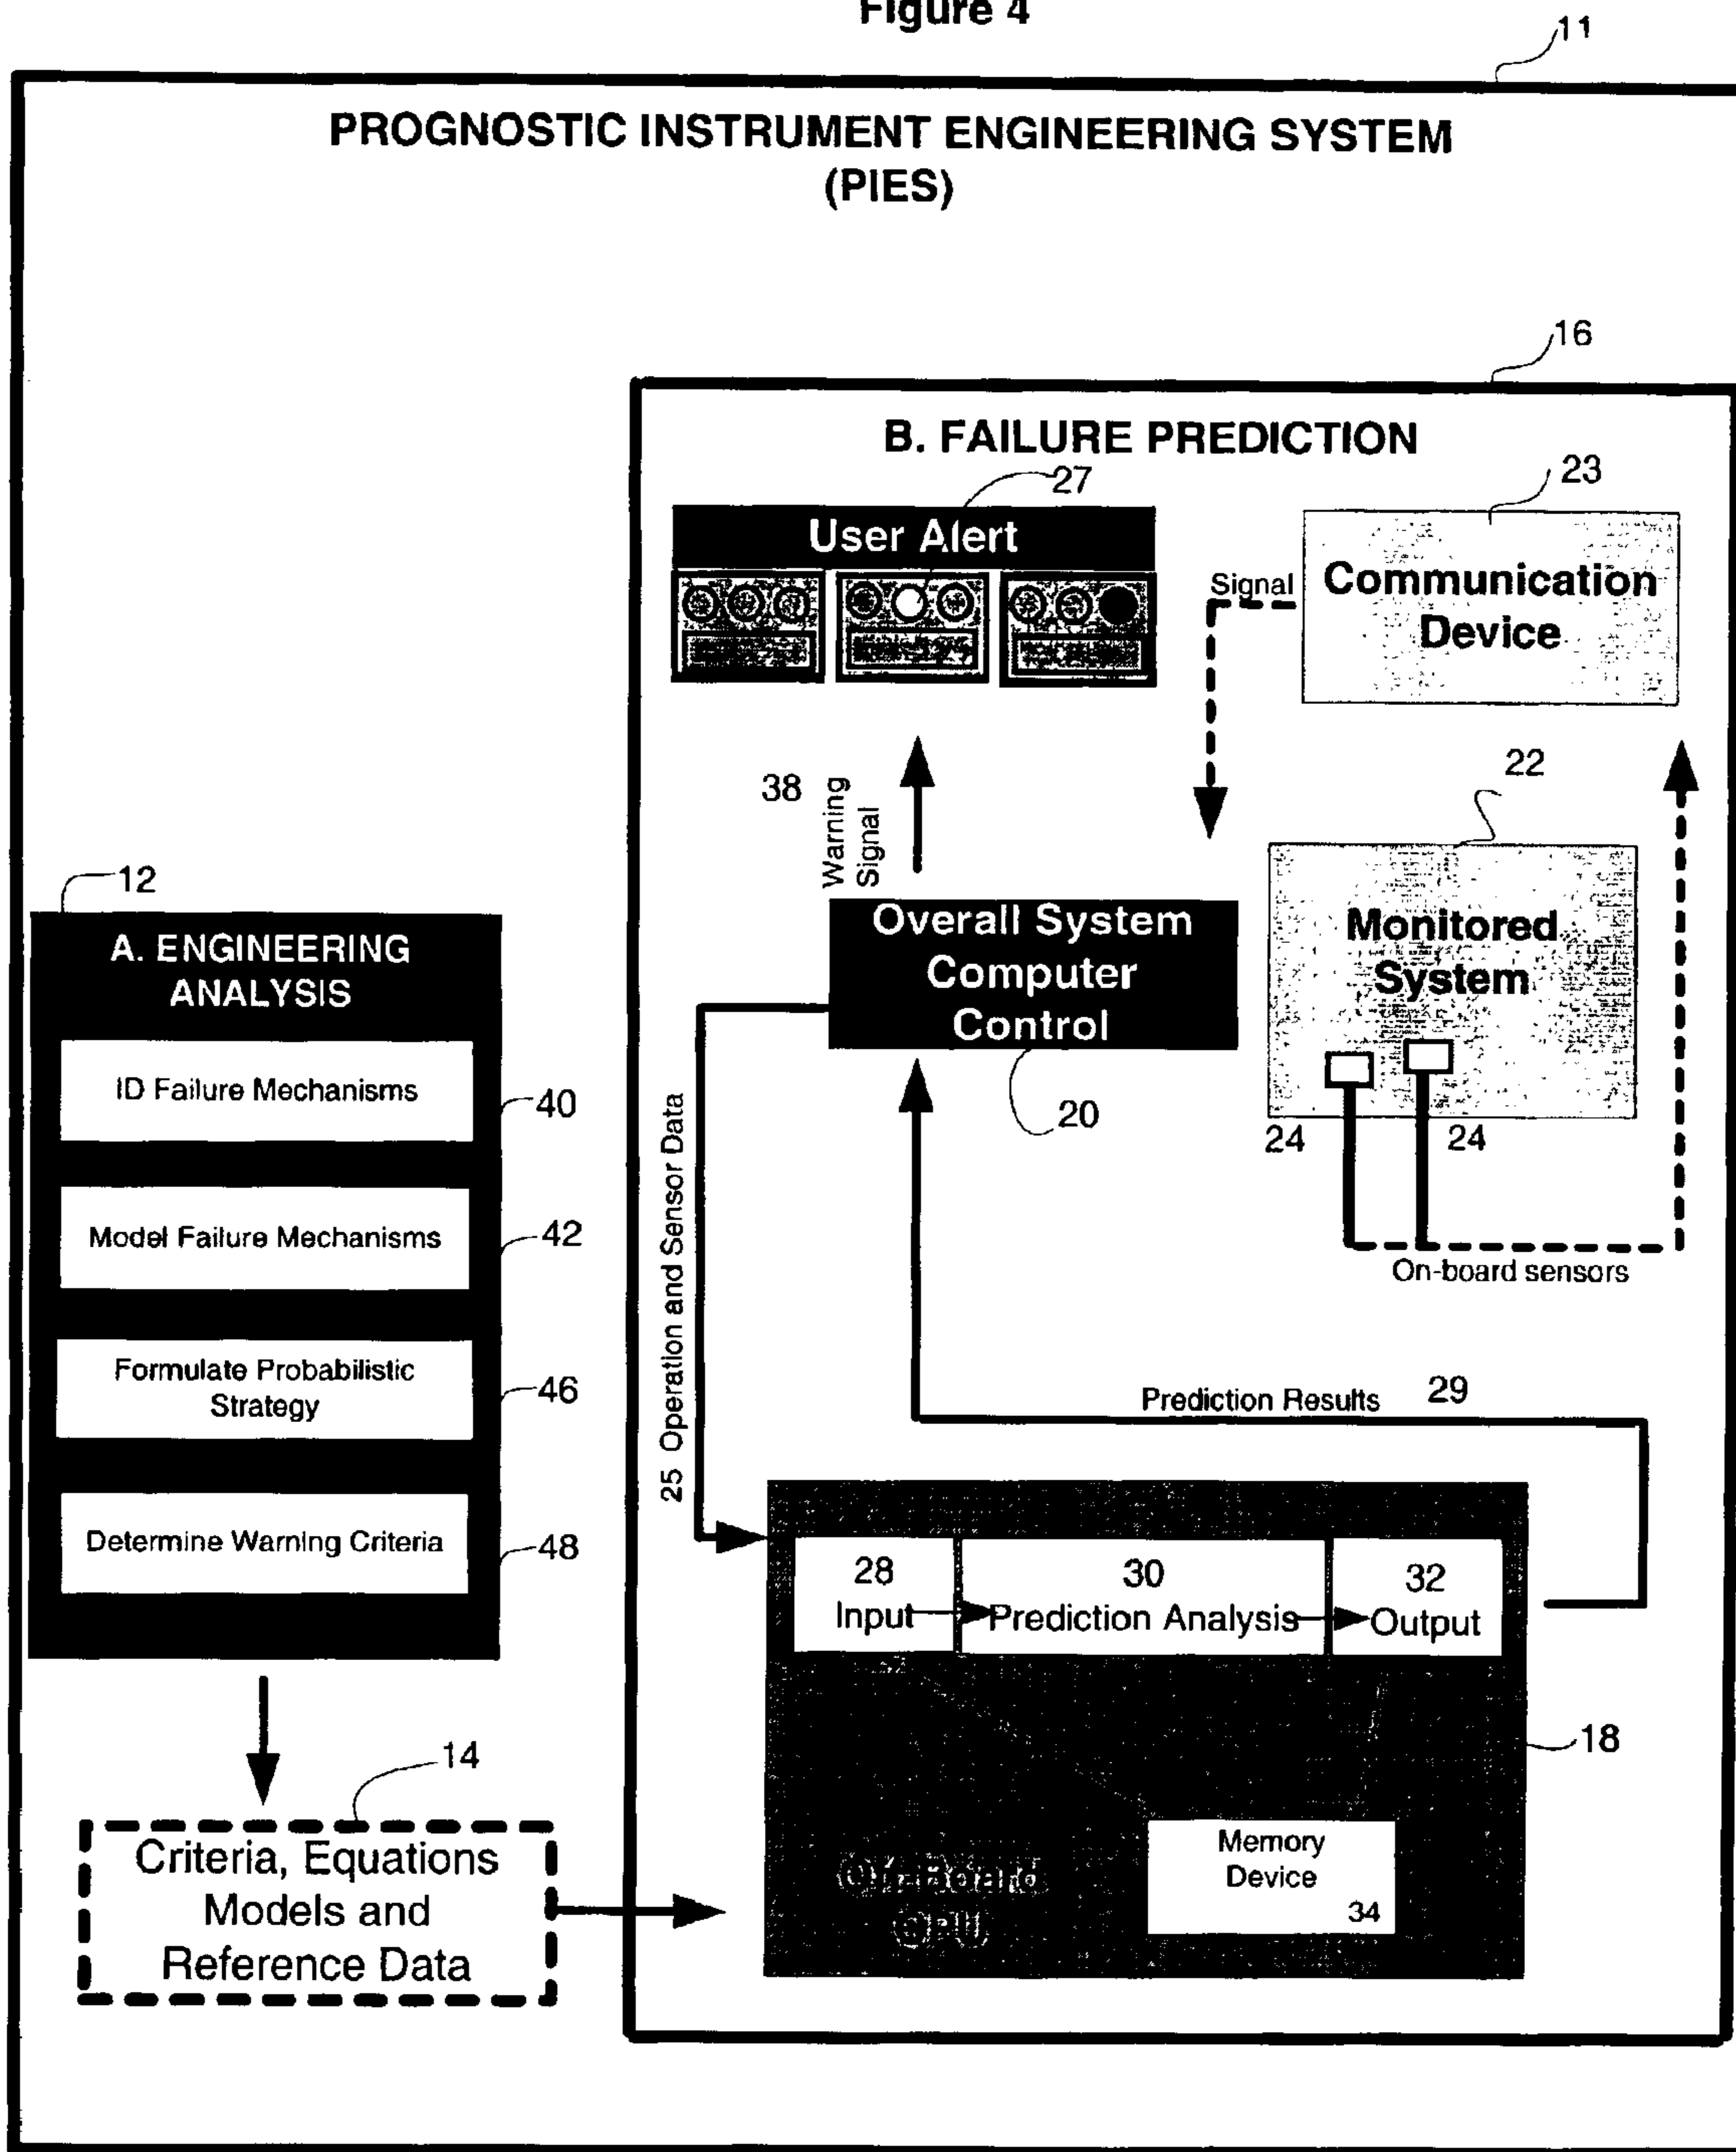 Figure 4
11
PROGNOSTIC INSTRUMENT ENGINEERING SYSTEM
(PIES)
16
B. FAILURE PREDICTION
27
23
User Alert
Signal
Communication
Device
38
Warning
Signal
22
12
A. ENGINEERING
ANALYSIS
ID Failure Mechanisms
40
Model Failure Mechanisms
42
Formulate Probabilistic
Strategy
46
Determine Warning Criteria
48
Overall System
Computer
Control
20
Monitored
System
24
24
On-board sensors
25 Operation and Sensor Data
Prediction Results
29
28
Input
30
Prediction Analysis
32
Output
18
14
Criteria, Equations
Models and
Reference Data
Off-Board
CPU
Memory
Device
34